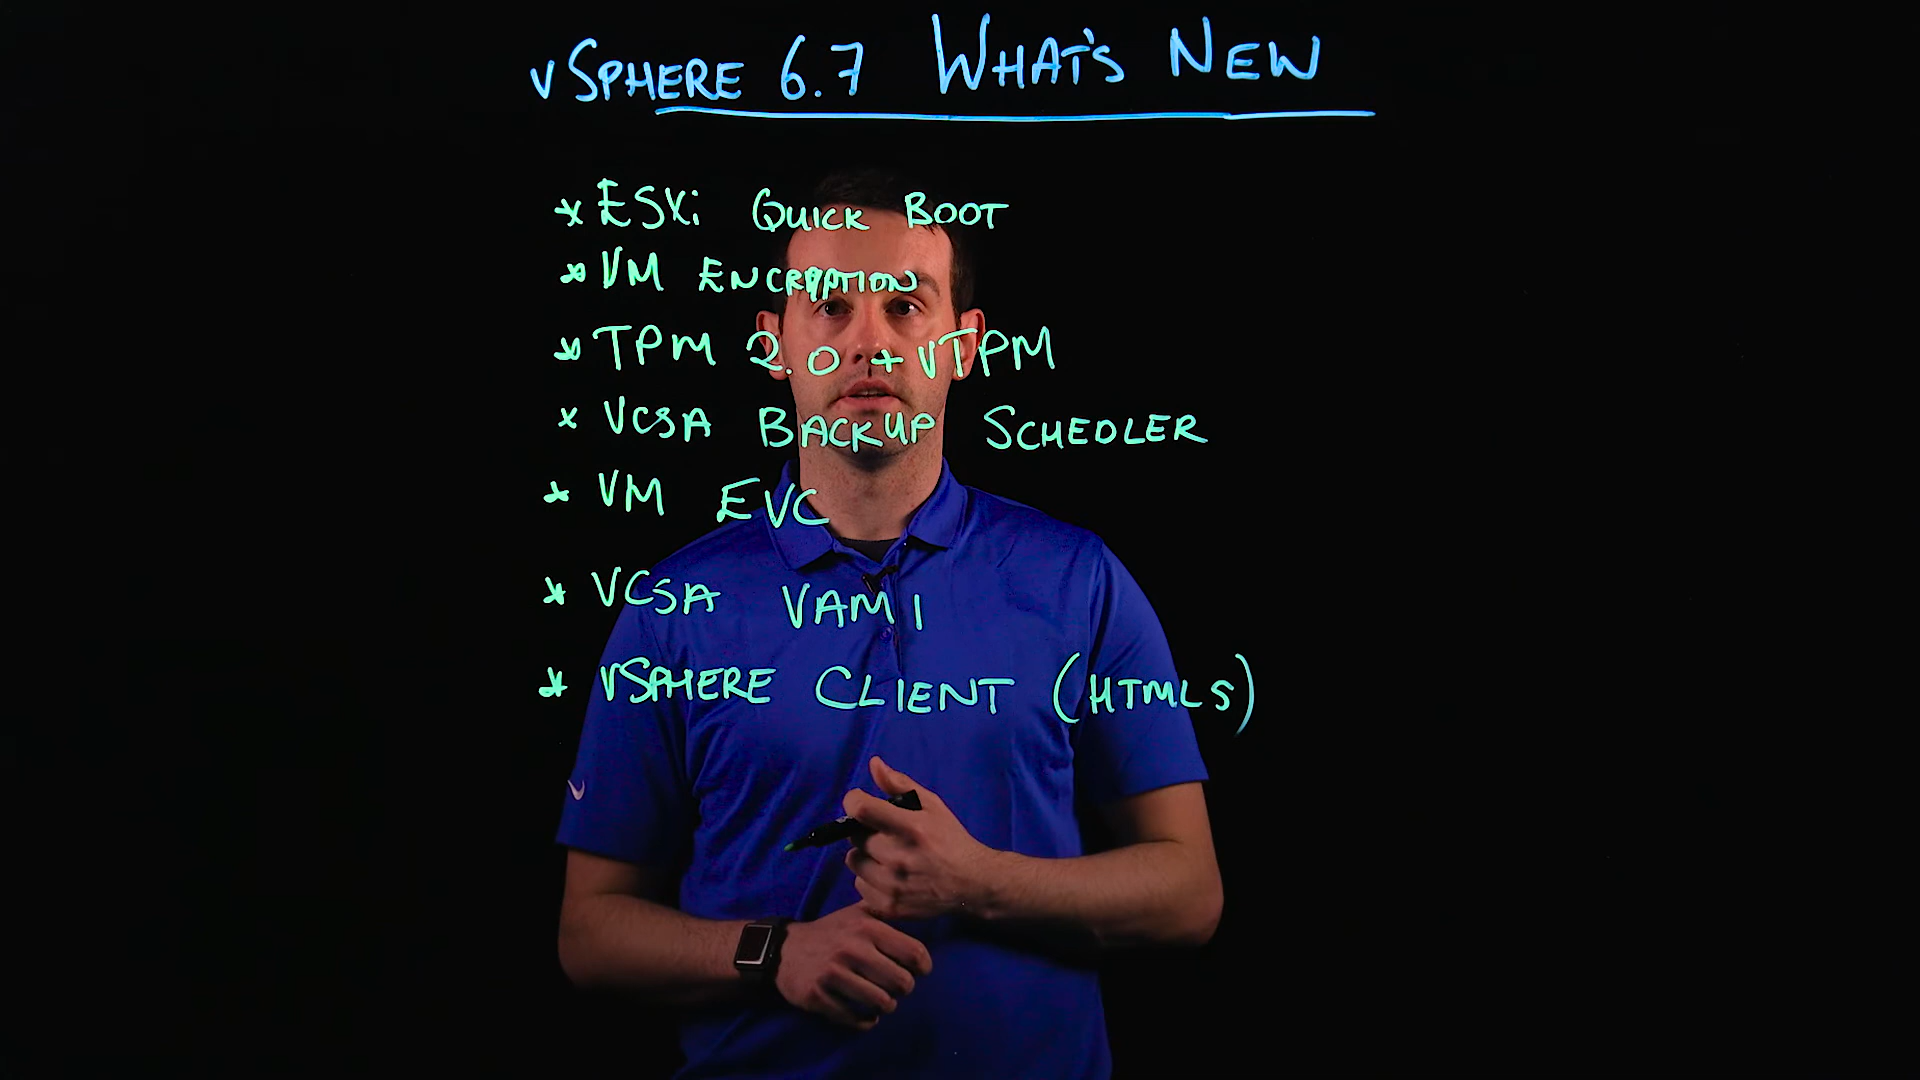 vSPHERE 6.7 WHAT'S NEW
* ESXi QUICK BOOT
* VM ENCRYPTION
* TPM 2.0 + vTPM
* VCSA BACKUP SCHEDLER
* VM EVC
* VCSA VAMI
* vSPHERE CLIENT (HTML5)